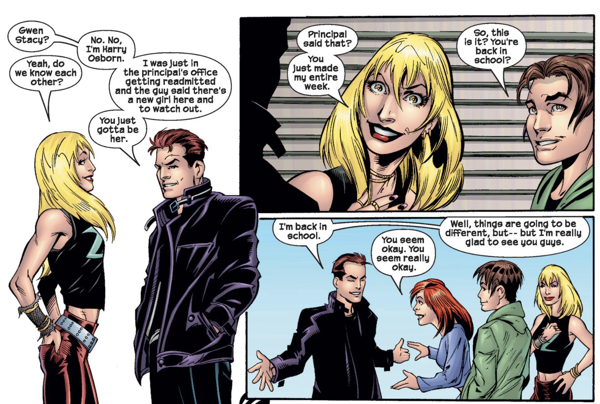 Gwen
Stacy?
No. No,
I'm Harry
Osborn.
Yeah, do
we know each
other?
I was just in
the principal's office
getting readmitted
and the guy said there's
a new girl here and
to watch out.
You just
gotta be
her.
Principal
said that?
You
just made
my entire
week.
So, this
is it? You're
back in
school?
I'm back in
school.
You seem
okay. You
seem really
okay.
Well, things are going to be
different, but-- but I'm really
glad to see you guys.
Z
Z